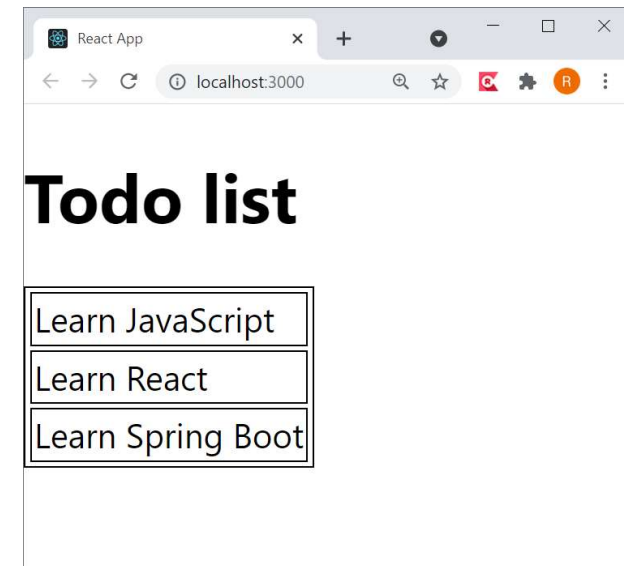 React App
localhost:3000
R
Todo list
Learn JavaScript
Learn React
Learn Spring Boot